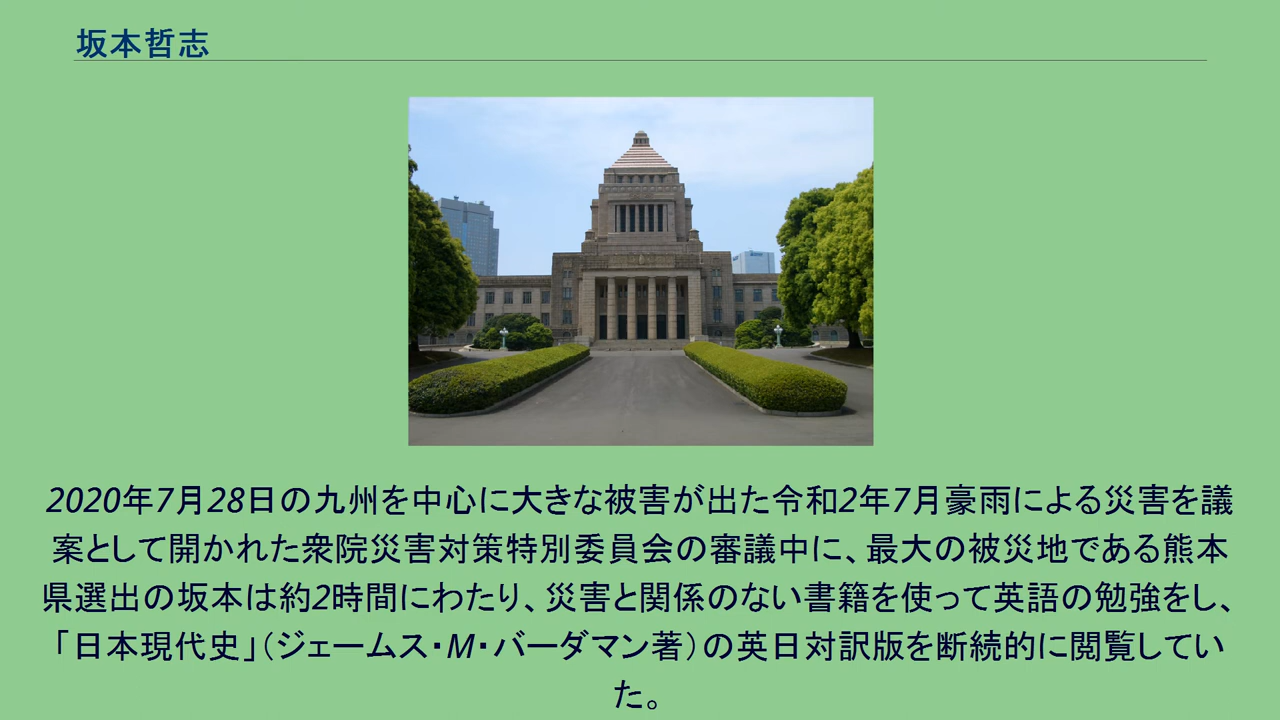 坂本哲志
2020年7月28日の九州を中心に大きな被害が出た令和2年7月豪雨による災害を議
案として開かれた衆院災害対策特別委員会の審議中に、最大の被災地である熊本
県選出の坂本は約2時間にわたり、災害と関係のない書籍を使って英語の勉強をし、
「日本現代史」（ジェームス・M・バーダマン著）の英日対訳版を断続的に閲覧してい
た。